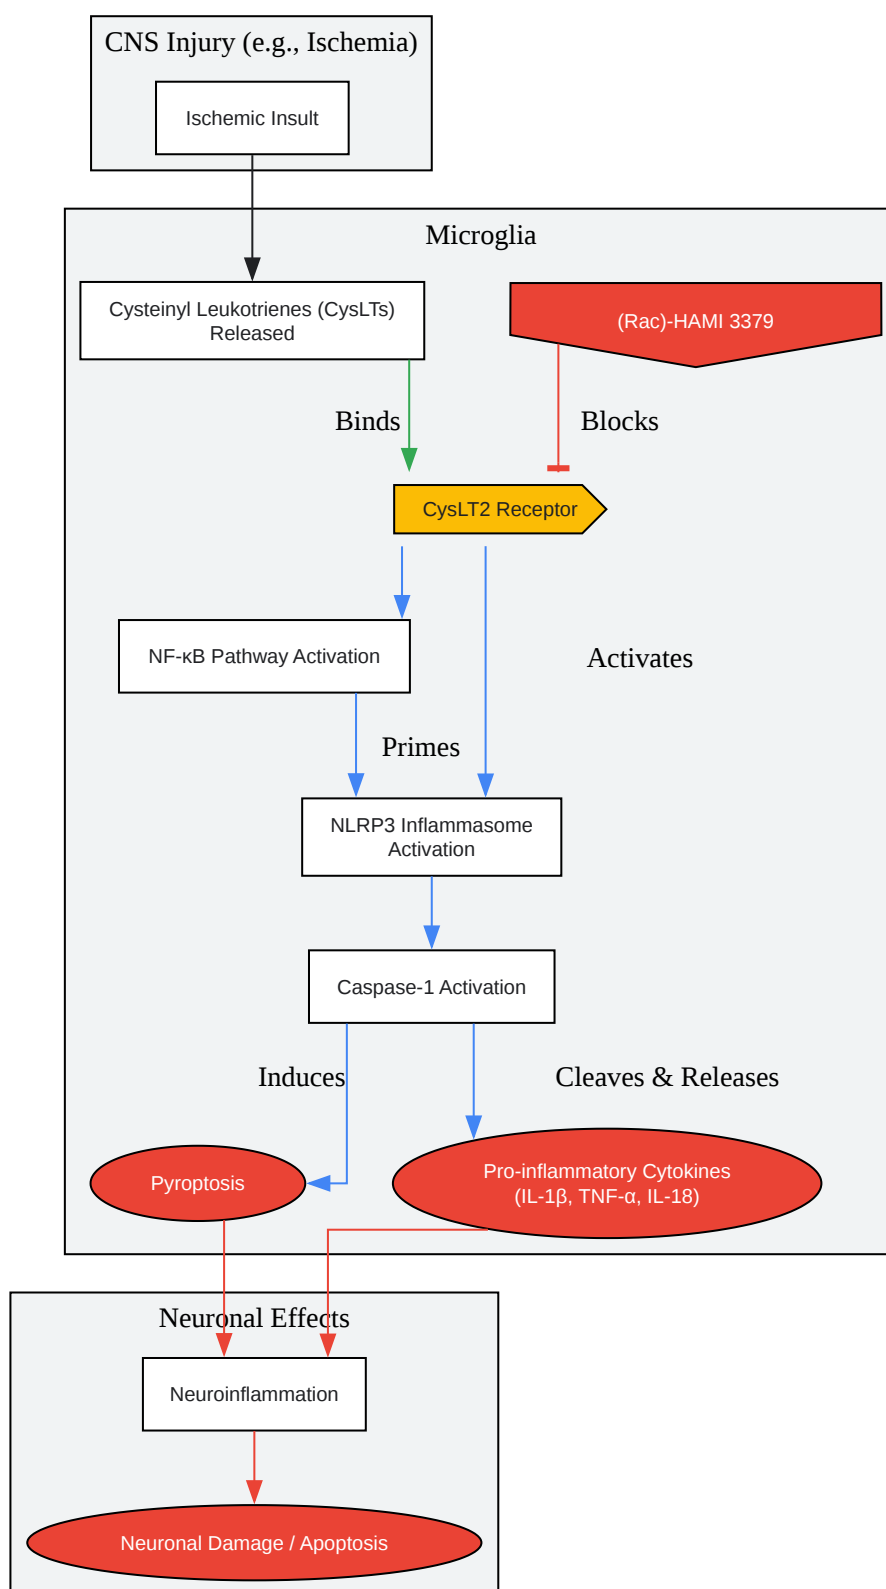 CNS Injury (e.g., Ischemia)
Ischemic Insult
Microglia
Cysteinyl Leukotrienes (CysLTs)
Released
(Rac)-HAMI 3379
Binds
Blocks
CysLT2 Receptor
NF-κB Pathway Activation
Activates
Primes
NLRP3 Inflammasome
Activation
Caspase-1 Activation
Induces
Cleaves & Releases
Pyroptosis
Pro-inflammatory Cytokines
(IL-1β, TNF-α, IL-18)
Neuronal Effects
Neuroinflammation
Neuronal Damage / Apoptosis